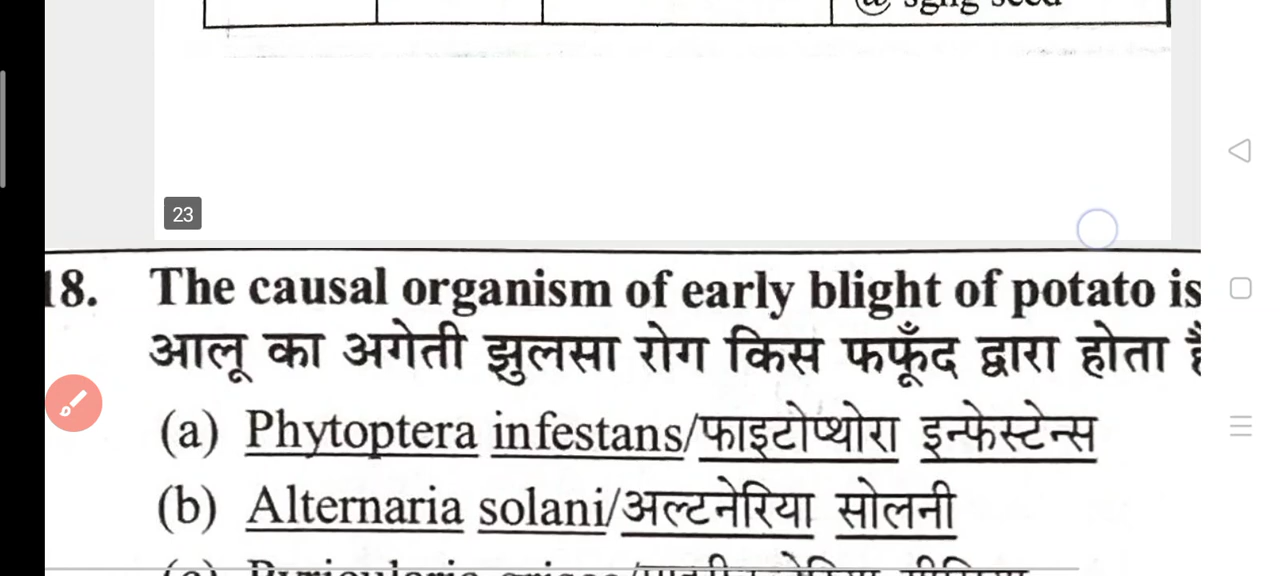 23
18. The causal organism of early blight of potato is
आलू का अगेती झुलसा रोग किस फफूँद द्वारा होता है
(a) Phytoptera infestans/फाइटोप्थोरा इन्फेस्टेन्स
(b) Alternaria solani/अल्टनेरिया सोलनी